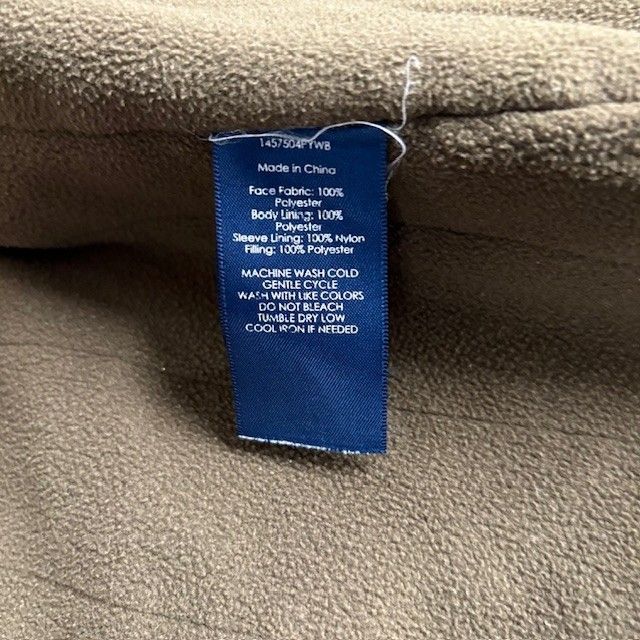 1457504FYWB
Made in China
Face Fabric: 100%
Polyester
Body Lining: 100%
Polyester
Sleeve Lining: 100% Nylon
Filling: 100% Polyester
MACHINE WASH COLD
GENTLE CYCLE
WASH WITH LIKE COLORS
DO NOT BLEACH
TUMBLE DRY LOW
COOL IRON IF NEEDED